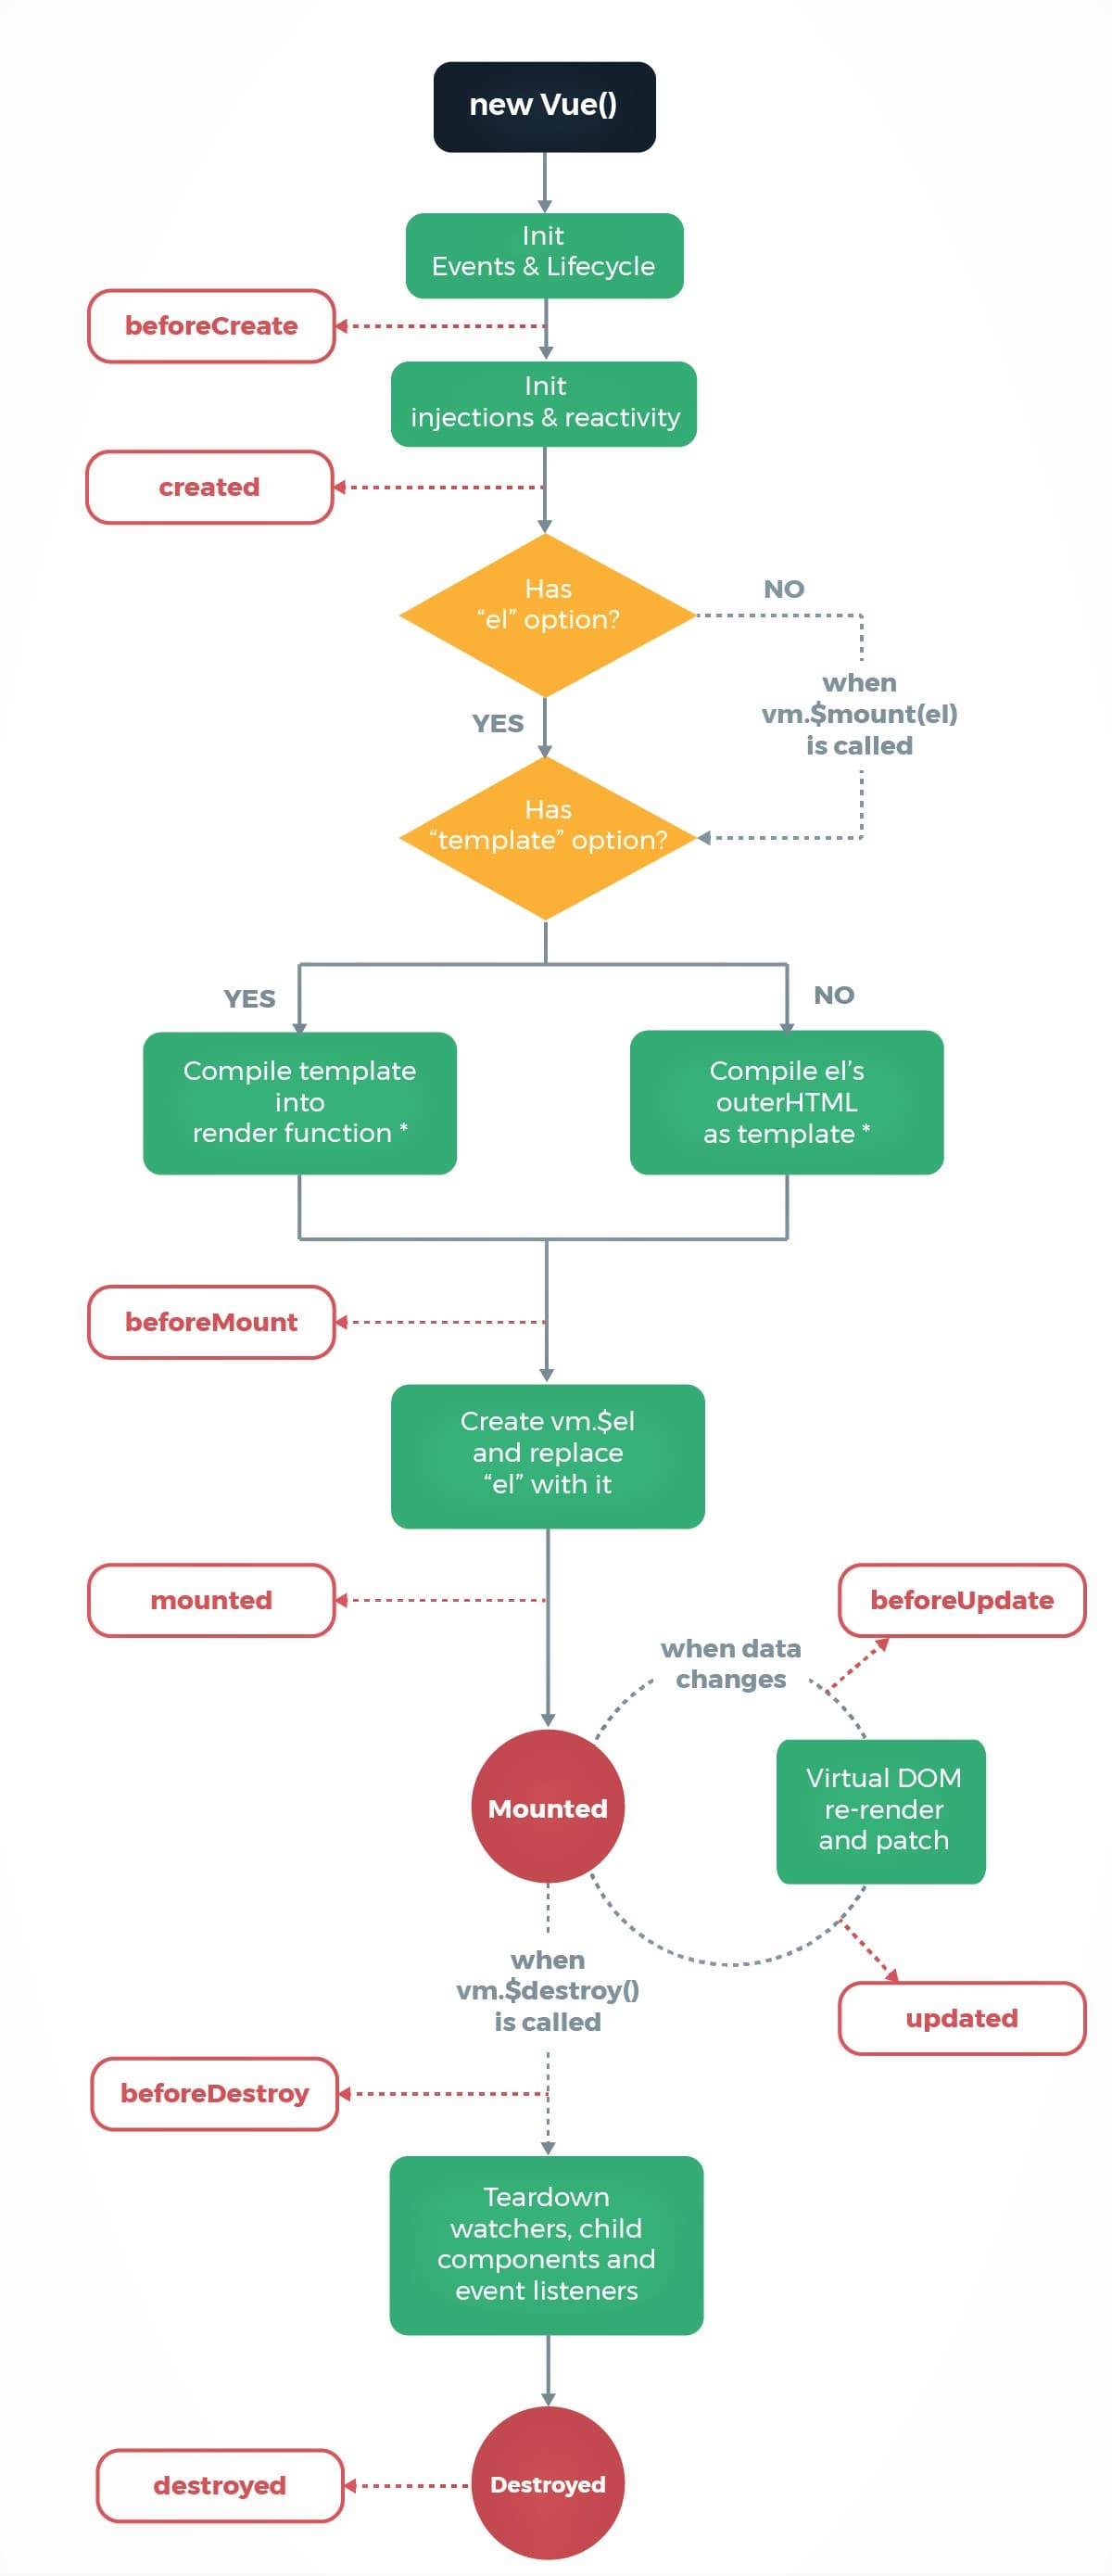 new Vue()
Init
Events & Lifecycle
beforeCreate
Init
injections & reactivity
created
Has
“el” option?
NO
when
vm.$mount(el)
is called
YES
Has
“template” option?
YES
NO
Compile template
into
render function *
Compile el’s
outerHTML
as template *
beforeMount
Create vm.$el
and replace
“el” with it
mounted
beforeUpdate
when data
changes
Mounted
Virtual DOM
re-render
and patch
when
vm.$destroy()
is called
updated
beforeDestroy
Teardown
watchers, child
components and
event listeners
destroyed
Destroyed